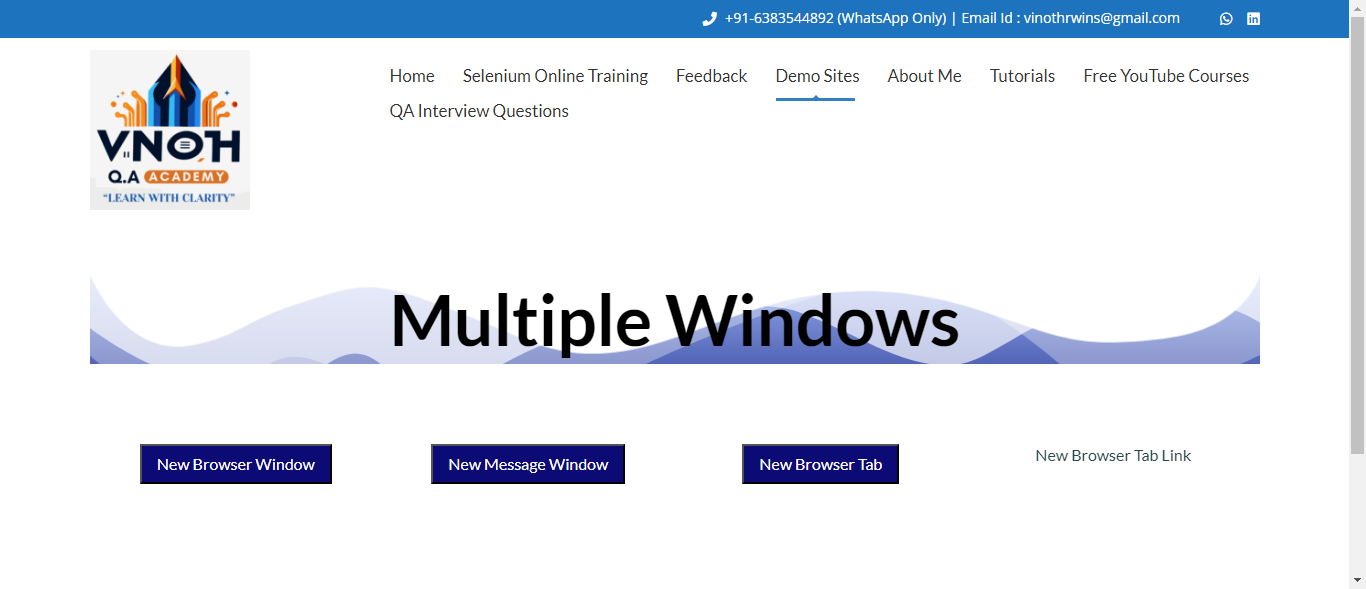 +91-6383544892 (WhatsApp Only) | Email Id : vinothrwins@gmail.com
VINOTH
Q.A ACADEMY
"LEARN WITH CLARITY"
Home Selenium Online Training Feedback Demo Sites About Me Tutorials Free YouTube Courses
QA Interview Questions
Multiple Windows
New Browser Window New Message Window New Browser Tab New Browser Tab Link